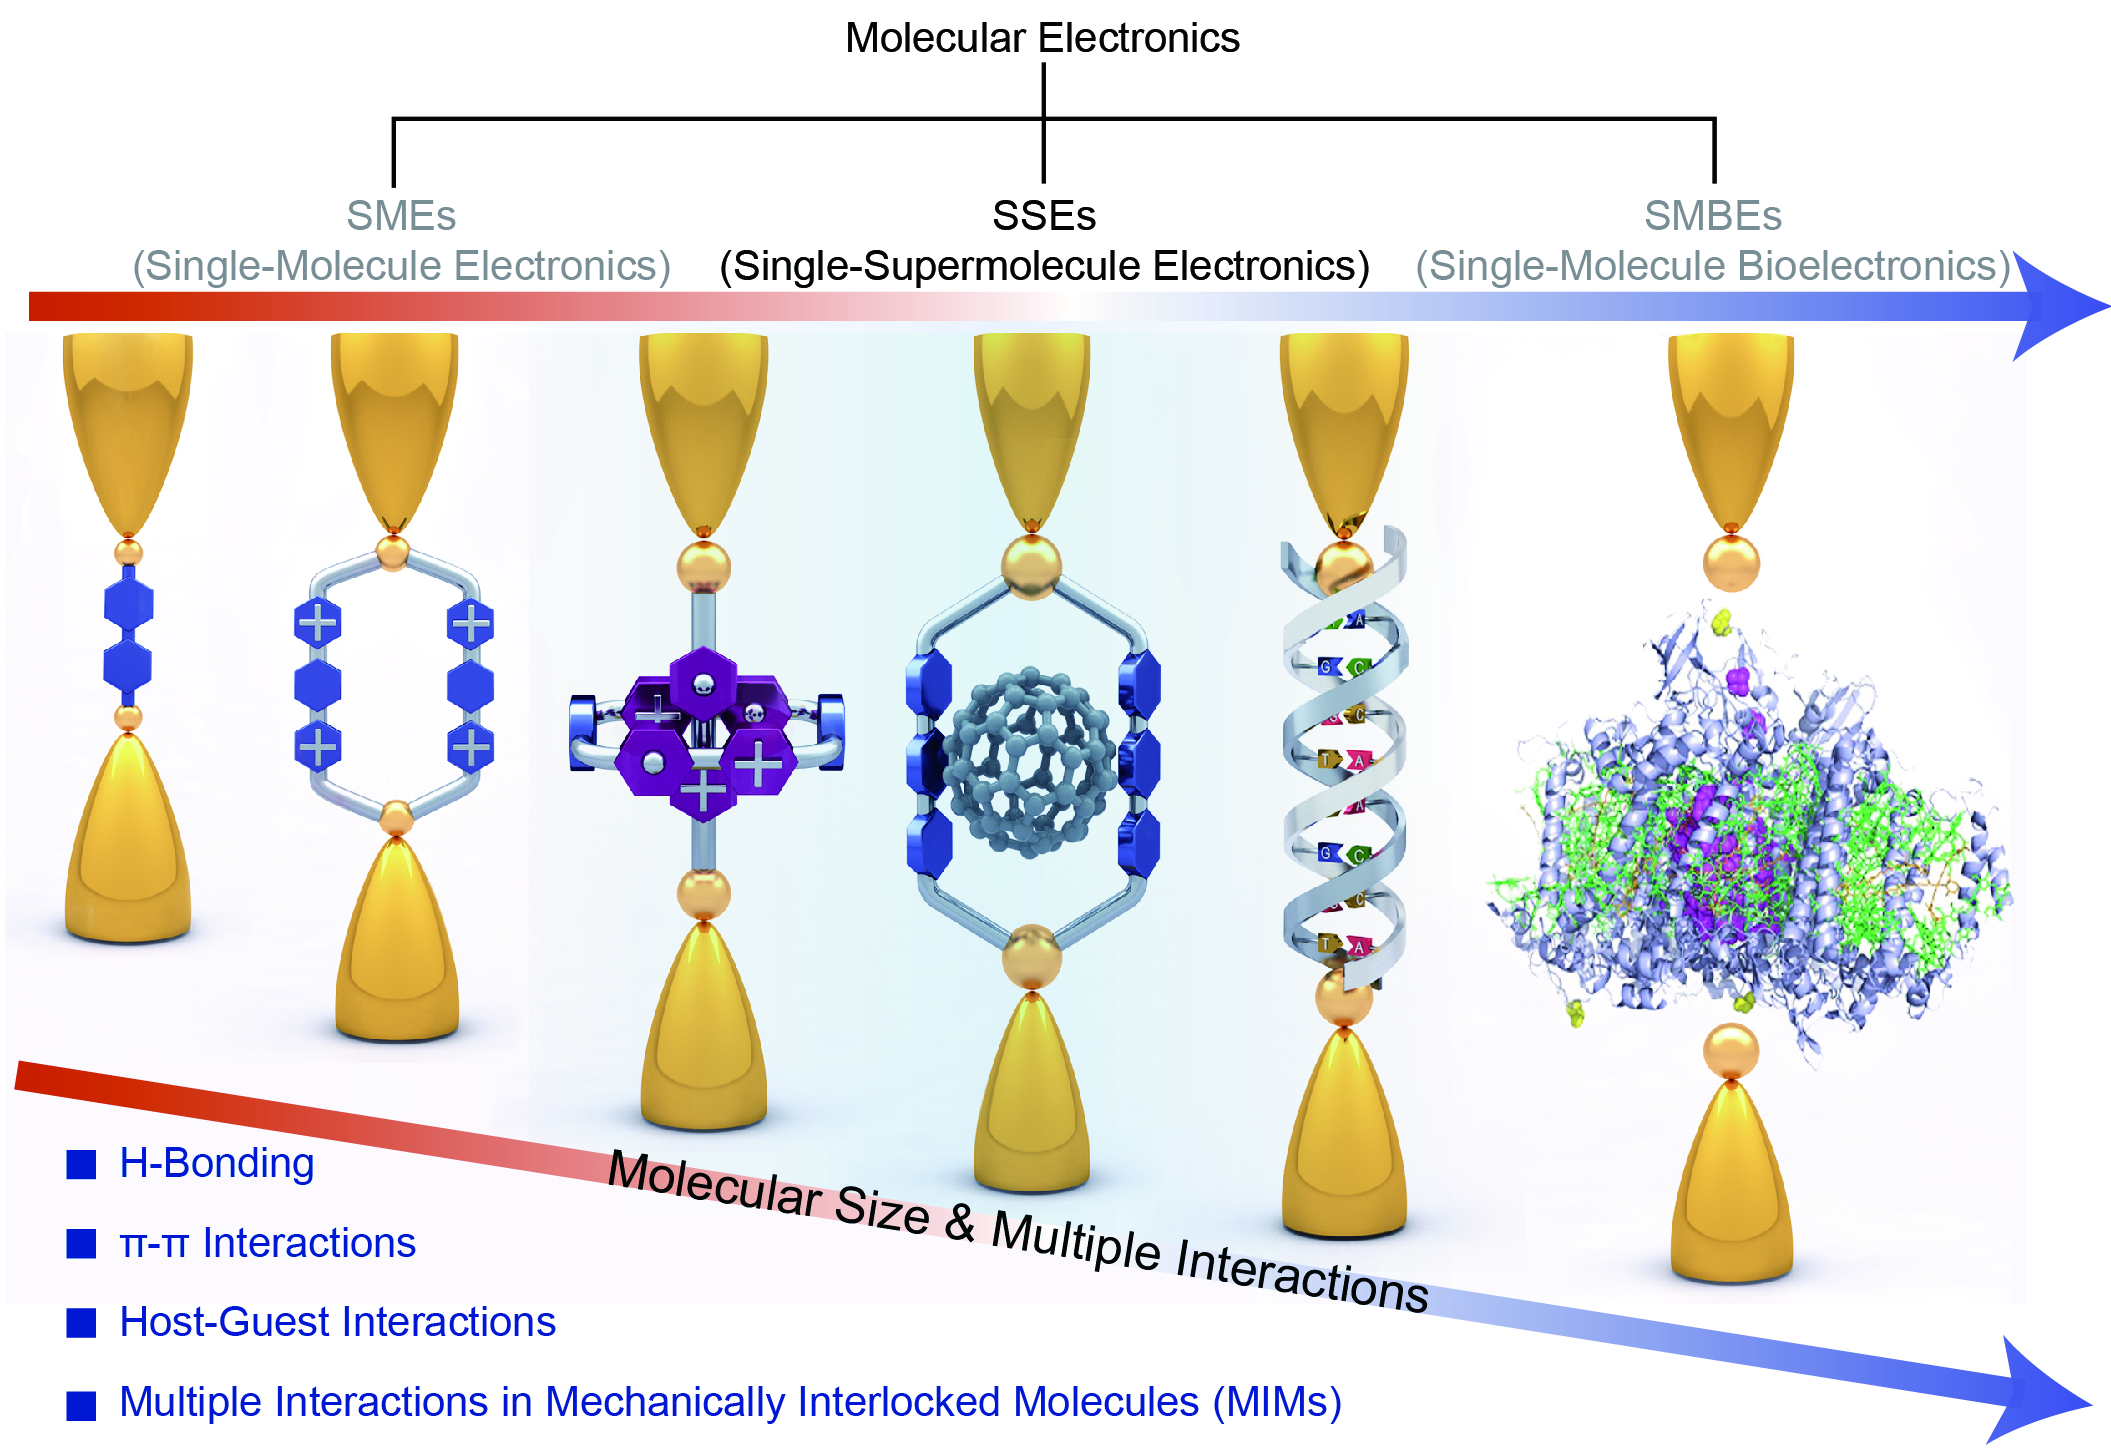 Molecular Electronics
SMEs
(Single-Molecule Electronics)
SSEs
(Single-Supermolecule Electronics)
SMBEs
(Single-Molecule Bioelectronics)
A
G C
C
T A
A
G C
C
T A
Molecular Size & Multiple Interactions
H-Bonding
π-π Interactions
Host-Guest Interactions
Multiple Interactions in Mechanically Interlocked Molecules (MIMs)